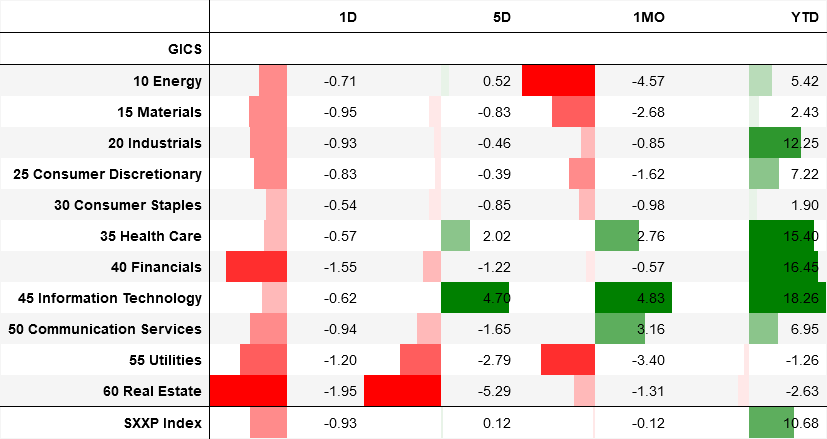 1D 5D 1MO YTD
GICS
10 Energy -0.71 0.52 -4.57 5.42
15 Materials -0.95 -0.83 -2.68 2.43
20 Industrials -0.93 -0.46 -0.85 12.25
25 Consumer Discretionary -0.83 -0.39 -1.62 7.22
30 Consumer Staples -0.54 -0.85 -0.98 1.90
35 Health Care -0.57 2.02 2.76 15.40
40 Financials -1.55 -1.22 -0.57 16.45
45 Information Technology -0.62 4.70 4.83 18.26
50 Communication Services -0.94 -1.65 3.16 6.95
55 Utilities -1.20 -2.79 -3.40 -1.26
60 Real Estate -1.95 -5.29 -1.31 -2.63
SXXP Index -0.93 0.12 -0.12 10.68